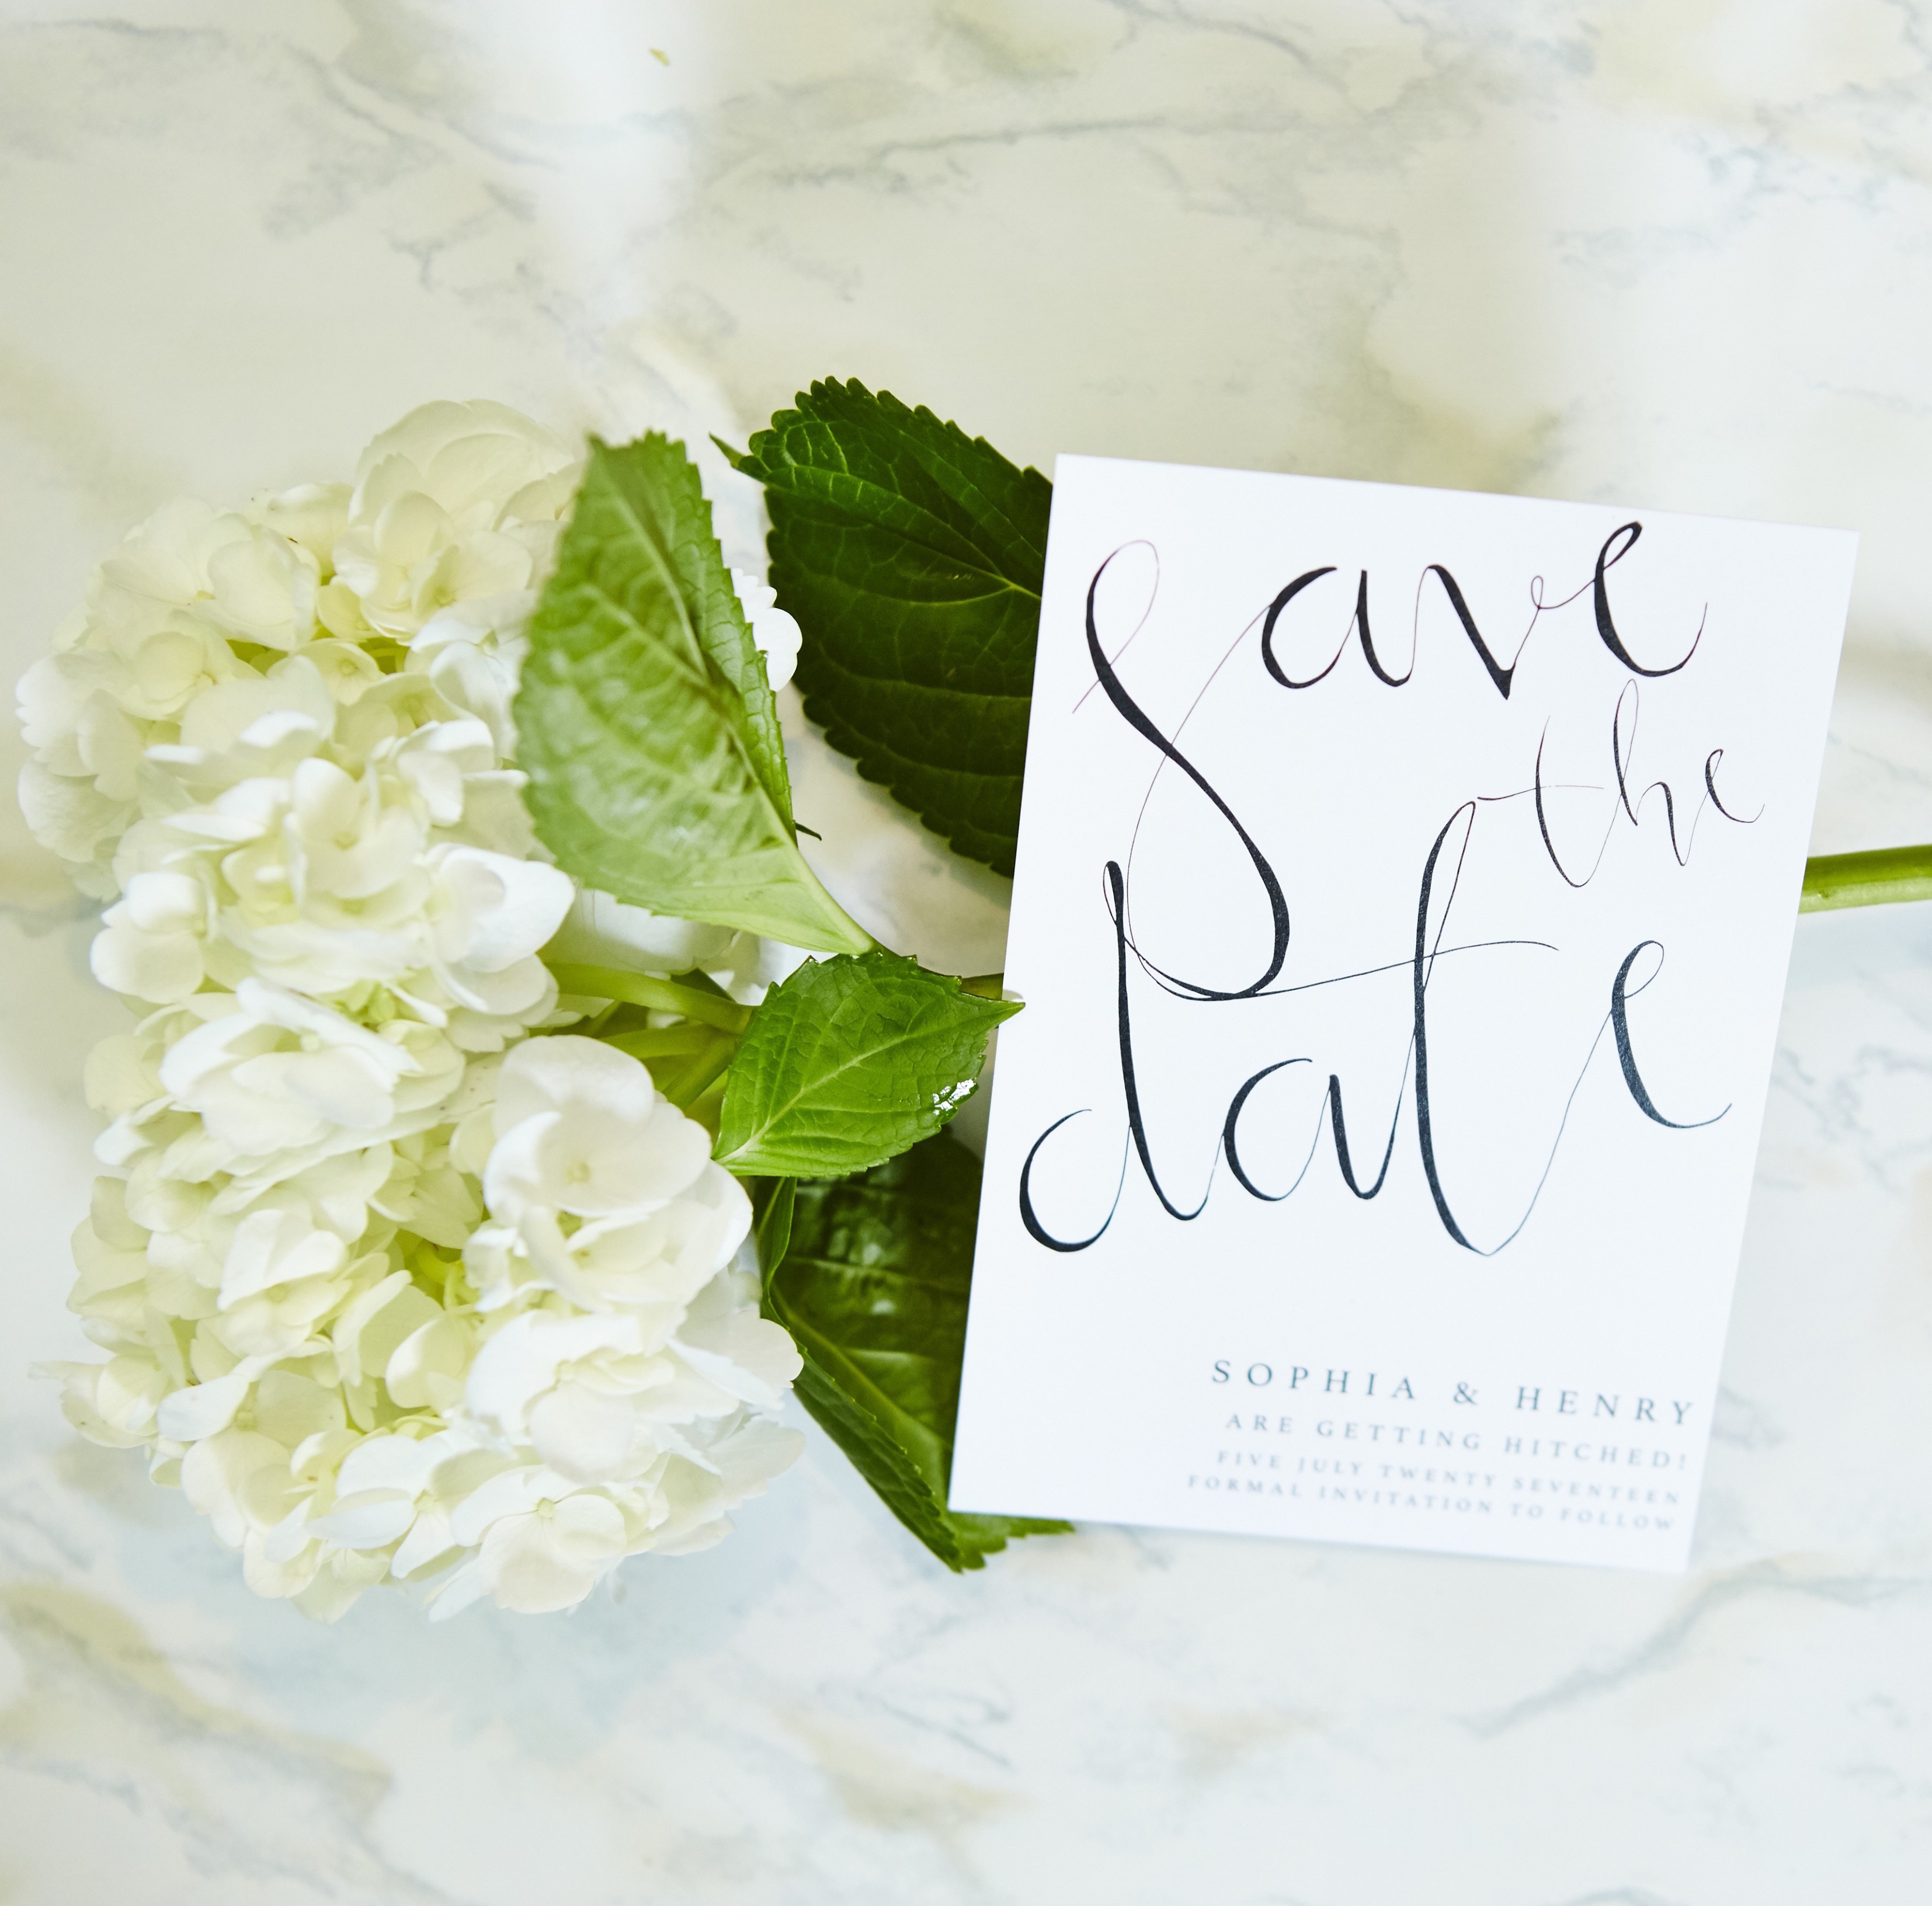 save
the
date
SOPHIA & HENRY
ARE GETTING HITCHED!
FIVE JULY TWENTY SEVENTEEN
FORMAL INVITATION TO FOLLOW